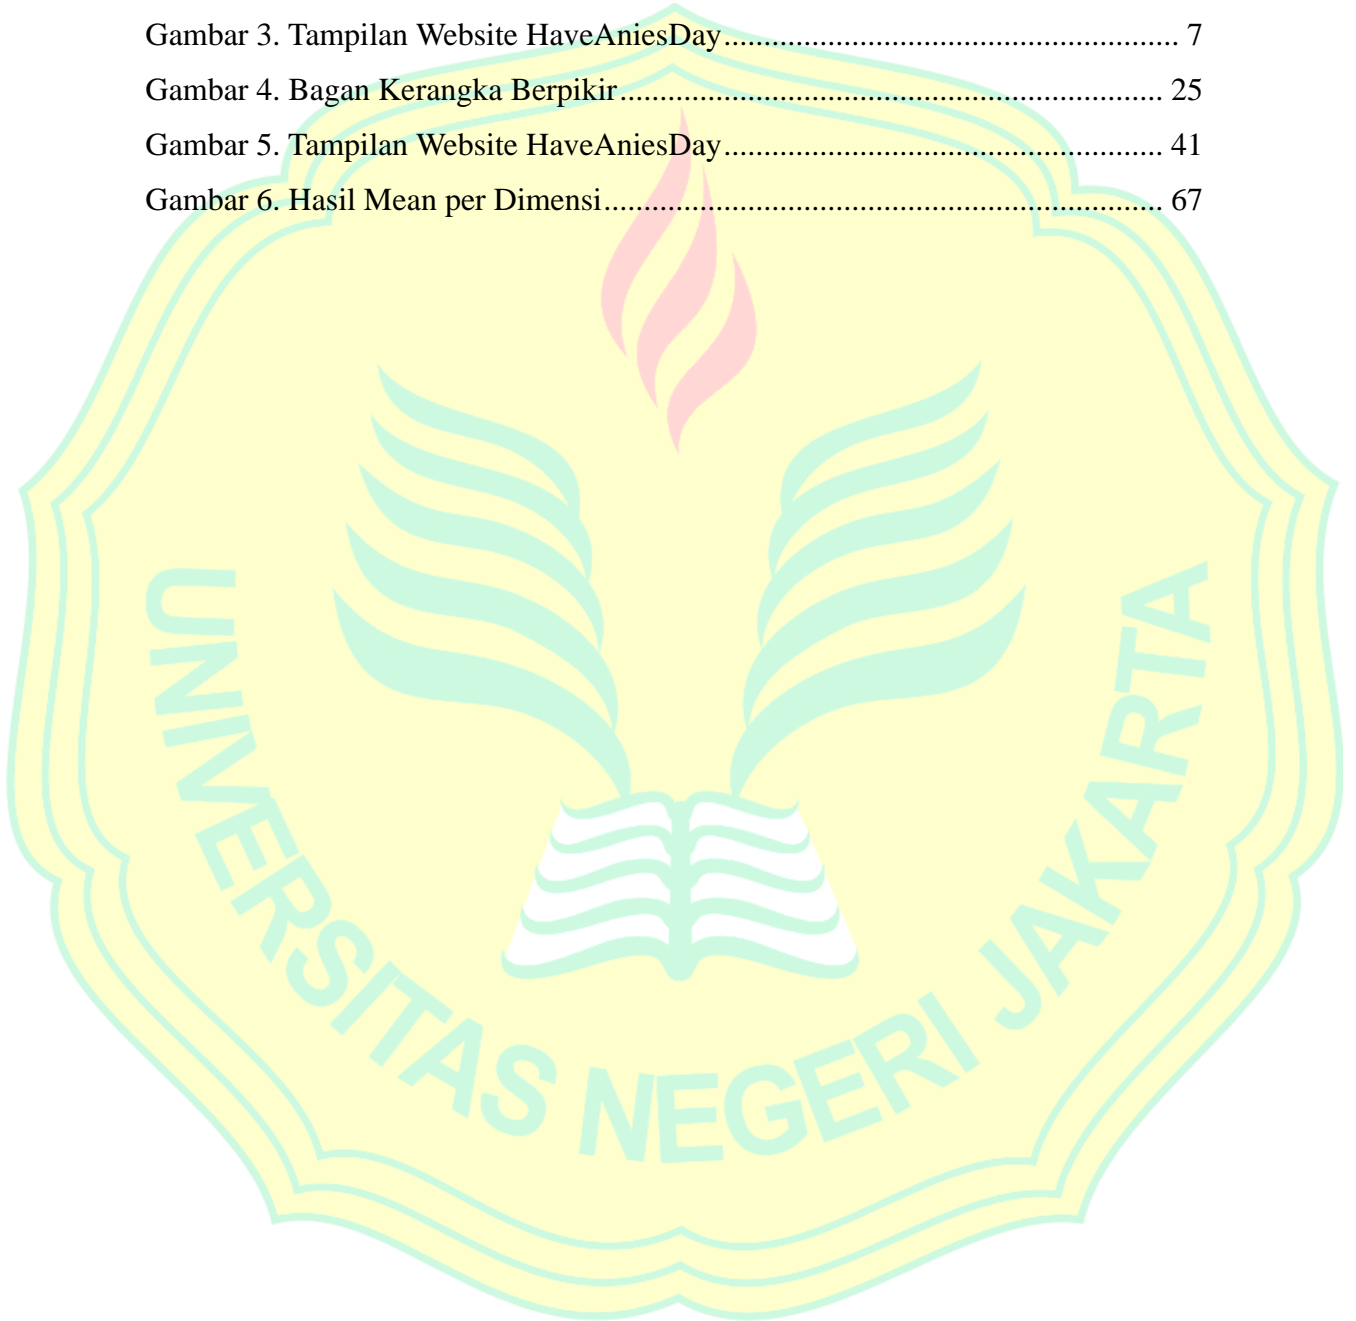 Gambar 3. Tampilan Website HaveAniesDay.......................................................... 7
Gambar 4. Bagan Kerangka Berpikir..................................................................... 25
Gambar 5. Tampilan Website HaveAniesDay........................................................ 41
Gambar 6. Hasil Mean per Dimensi....................................................................... 67
UNIVERSITAS NEGERI JAKARTA